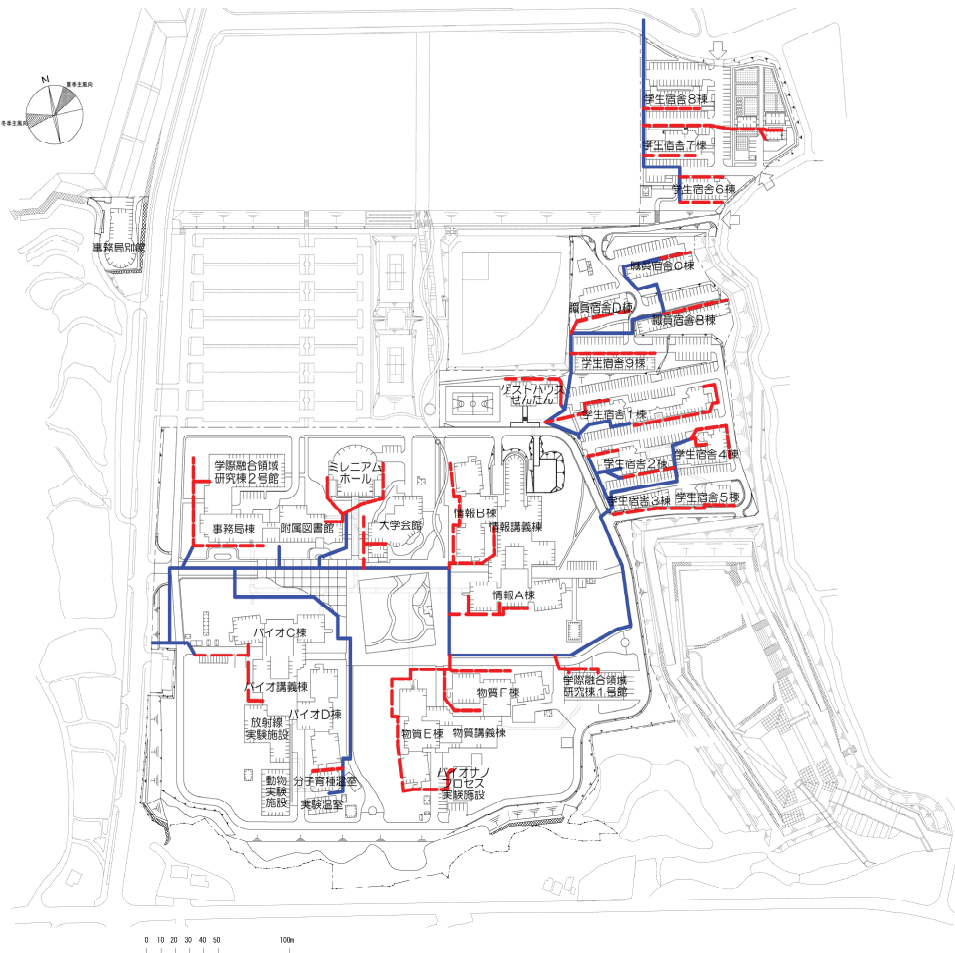 N
夏季主風向
冬季主風向
学生宿舎8棟
学生宿舎7棟
学生宿舎6棟
事務局別館
職員宿舎C棟
職員宿舎D棟
職員宿舎B棟
学生宿舎9棟
ゲストハウス
せんたん
学生宿舎1棟
学生宿舎4棟
学生宿舎2棟
学生宿舎3棟
学生宿舎5棟
学際融合領域
研究棟2号館
ミレニアム
ホール
事務局棟
附属図書館
大学会館
情報B棟
情報講義棟
情報A棟
バイオC棟
バイオ講義棟
バイオD棟
放射線
実験施設
動物
実験
施設
分子育種温室
実験温室
物質F棟
物質E棟
物質講義棟
学際融合領域
研究棟1号館
バイオナノ
プロセス
実験施設
0 10 20 30 40 50 100m